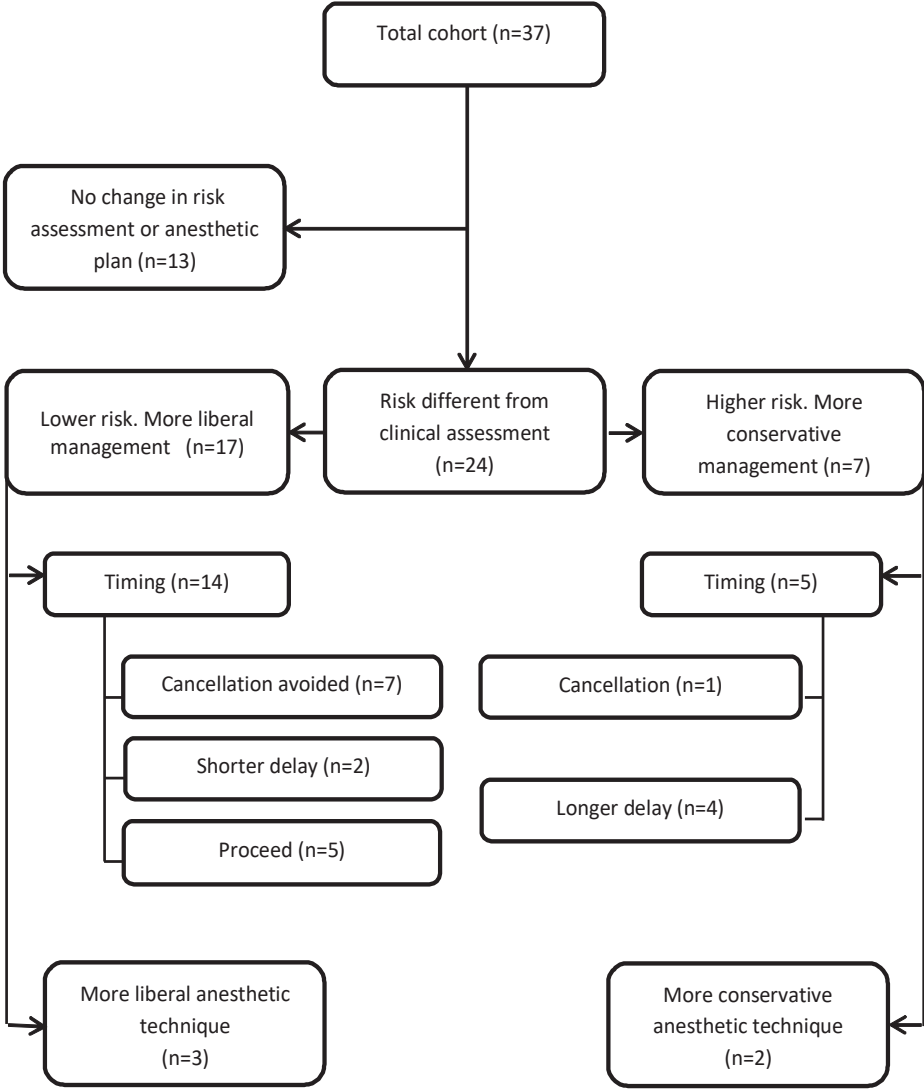 Total cohort (n=37)
No change in risk
assessment or anesthetic
plan (n=13)
Lower risk. More liberal
management (n=17)
Risk different from
clinical assessment
(n=24)
Higher risk. More
conservative
management (n=7)
Timing (n=14)
Cancellation avoided (n=7)
Shorter delay (n=2)
Proceed (n=5)
Timing (n=5)
Cancellation (n=1)
Longer delay (n=4)
More liberal anesthetic
technique
(n=3)
More conservative
anesthetic technique
(n=2)